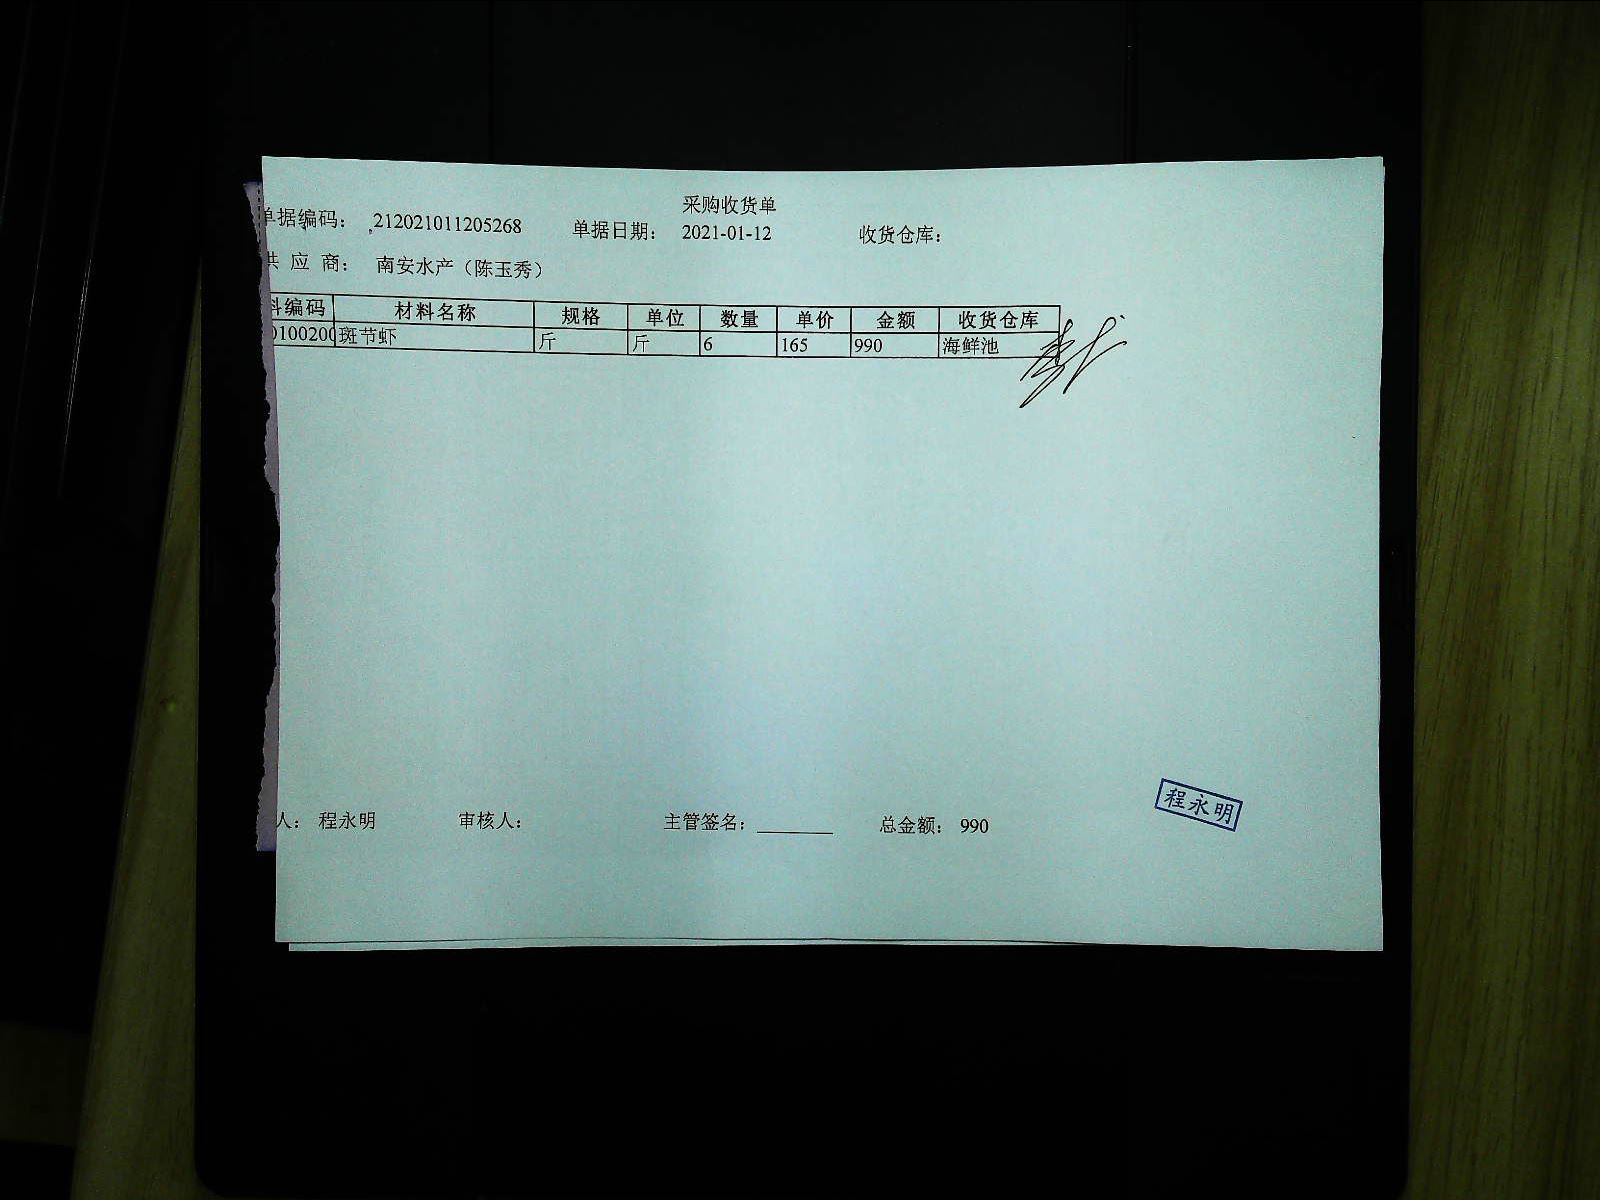 采购收货单
单据编码： 212021011205268 单据日期： 2021-01-12 收货仓库：
供 应 商： 南安水产（陈玉秀）
料编码 材料名称 规格 单位 数量 单价 金额 收货仓库
0100200 斑节虾 斤 斤 6 165 990 海鲜池
人： 程永明 审核人： 主管签名： 总金额： 990
程永明